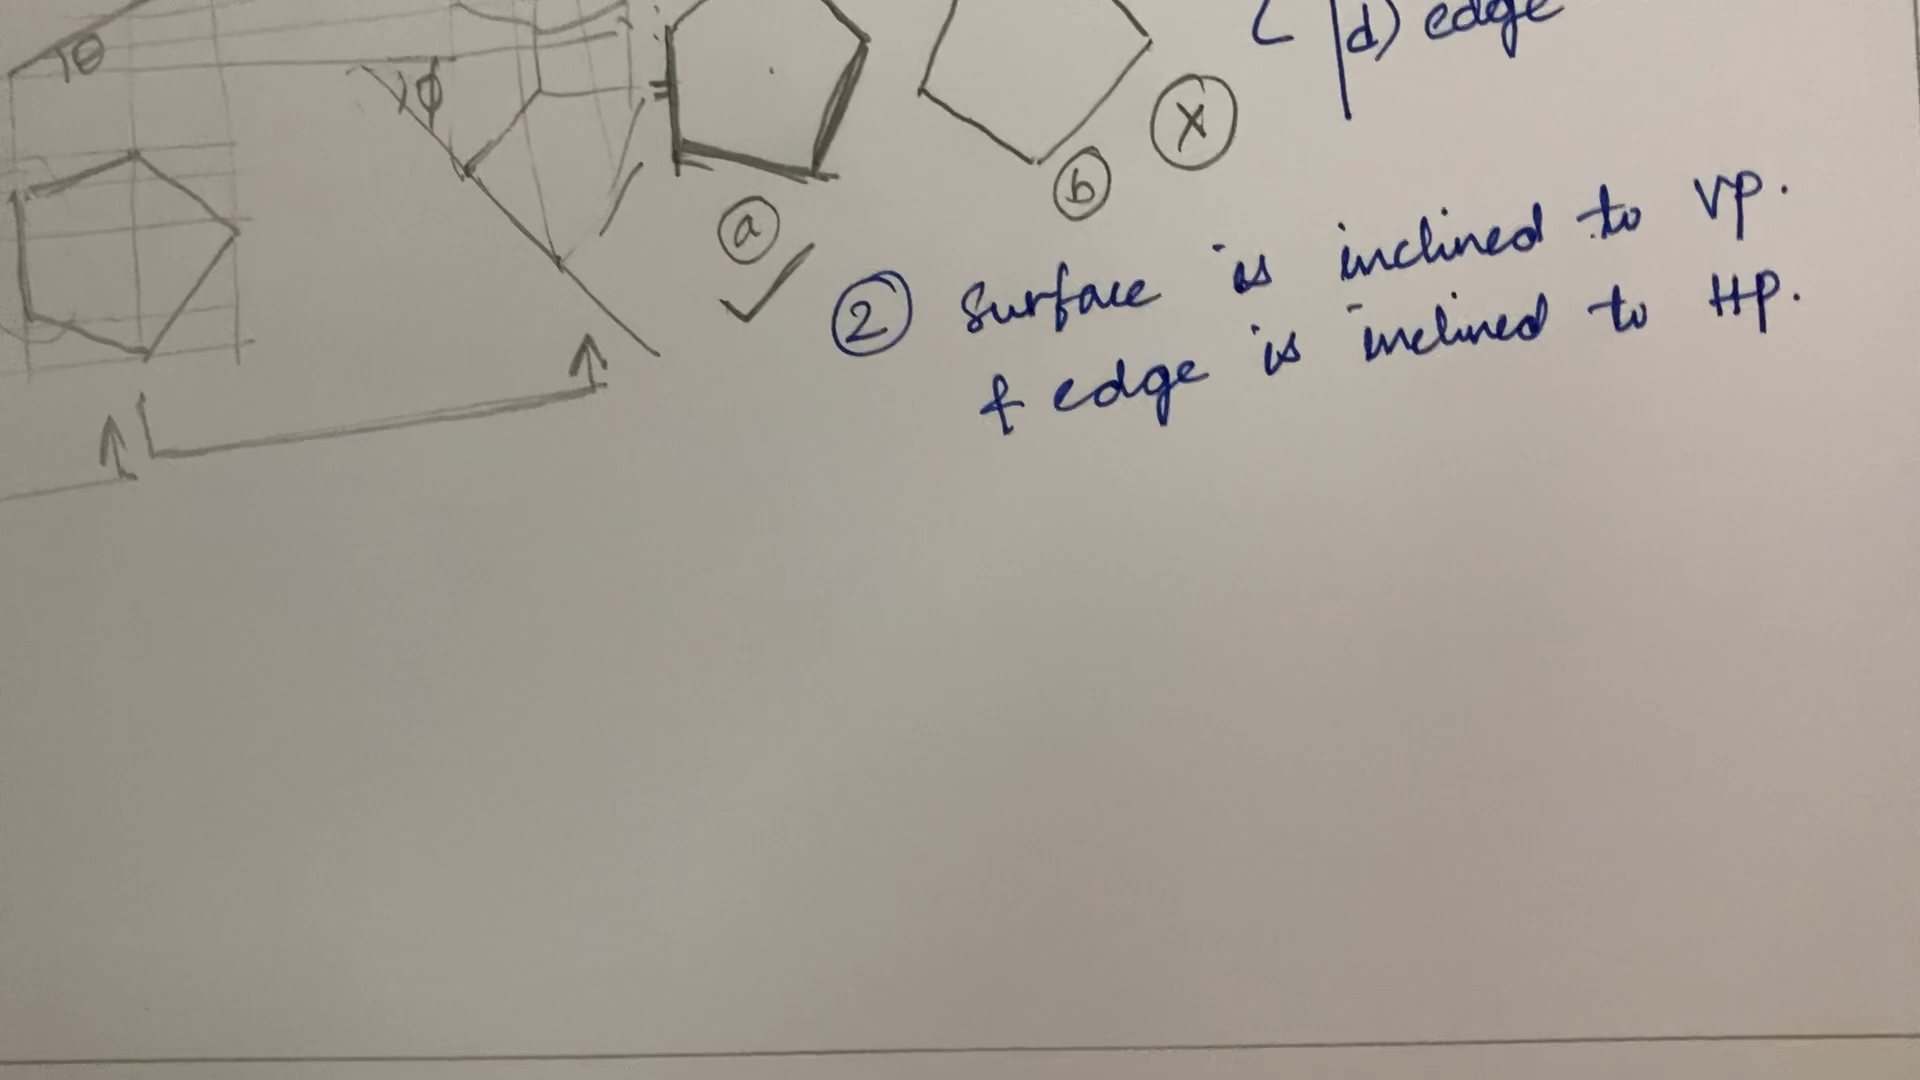 θ
ϕ
( d) edge
X
b
a
2 Surface is inclined to VP.
& edge is inclined to HP.